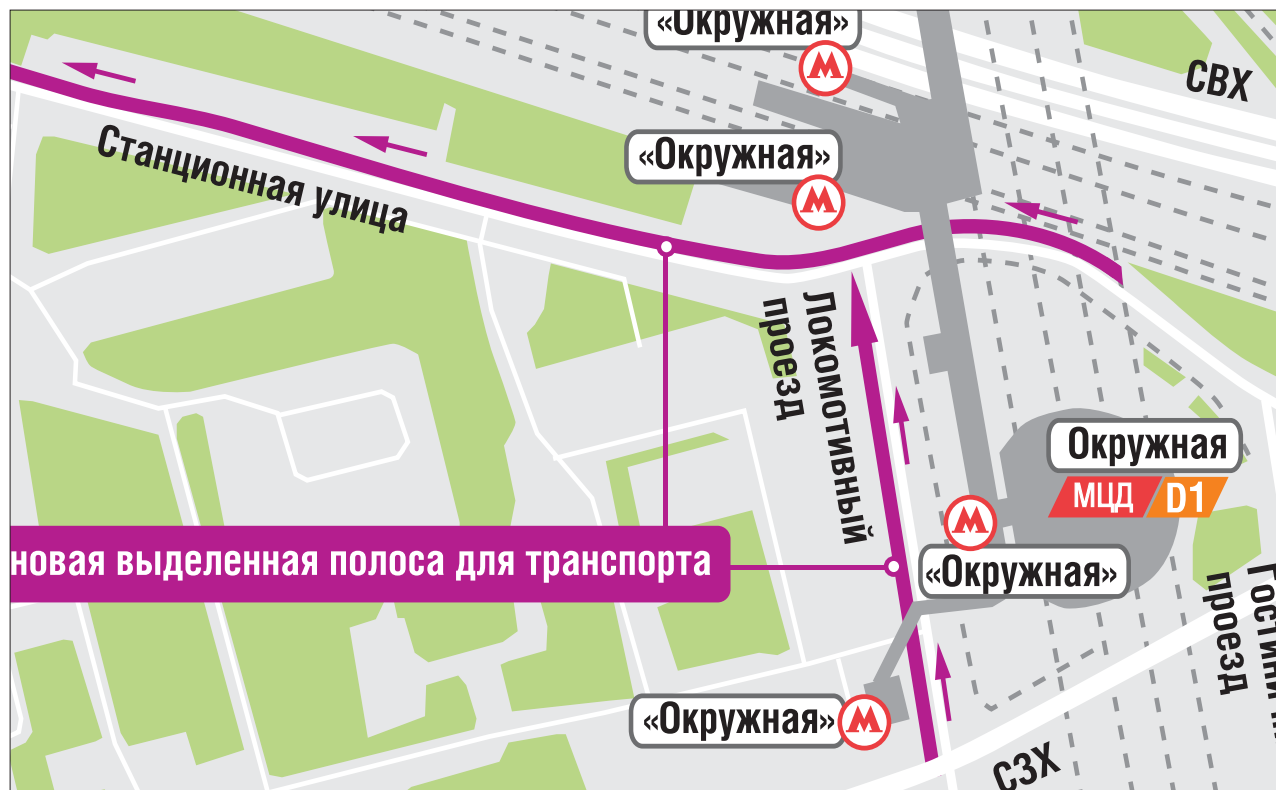 «Окружная»
М
СВХ
«Окружная»
М
Станционная улица
Локомотивный
проезд
Окружная
МЦД D1
М
новая выделенная полоса для транспорта
«Окружная»
проезд
«Окружная»
М
СЗХ